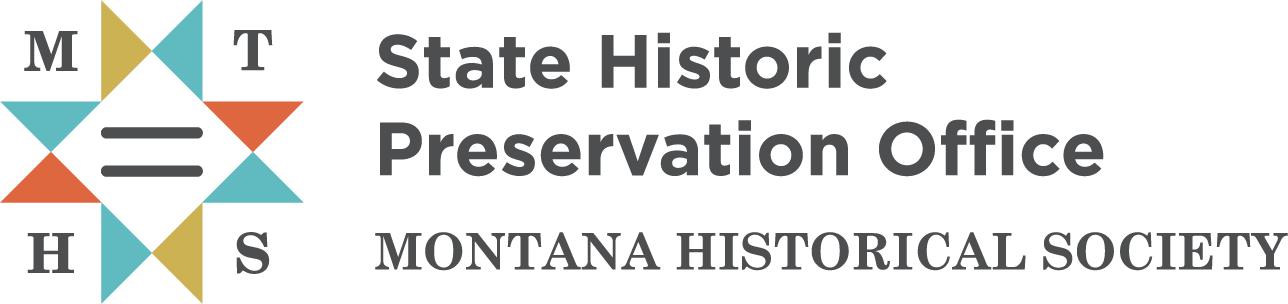 M T
H S
State Historic
Preservation Office
MONTANA HISTORICAL SOCIETY